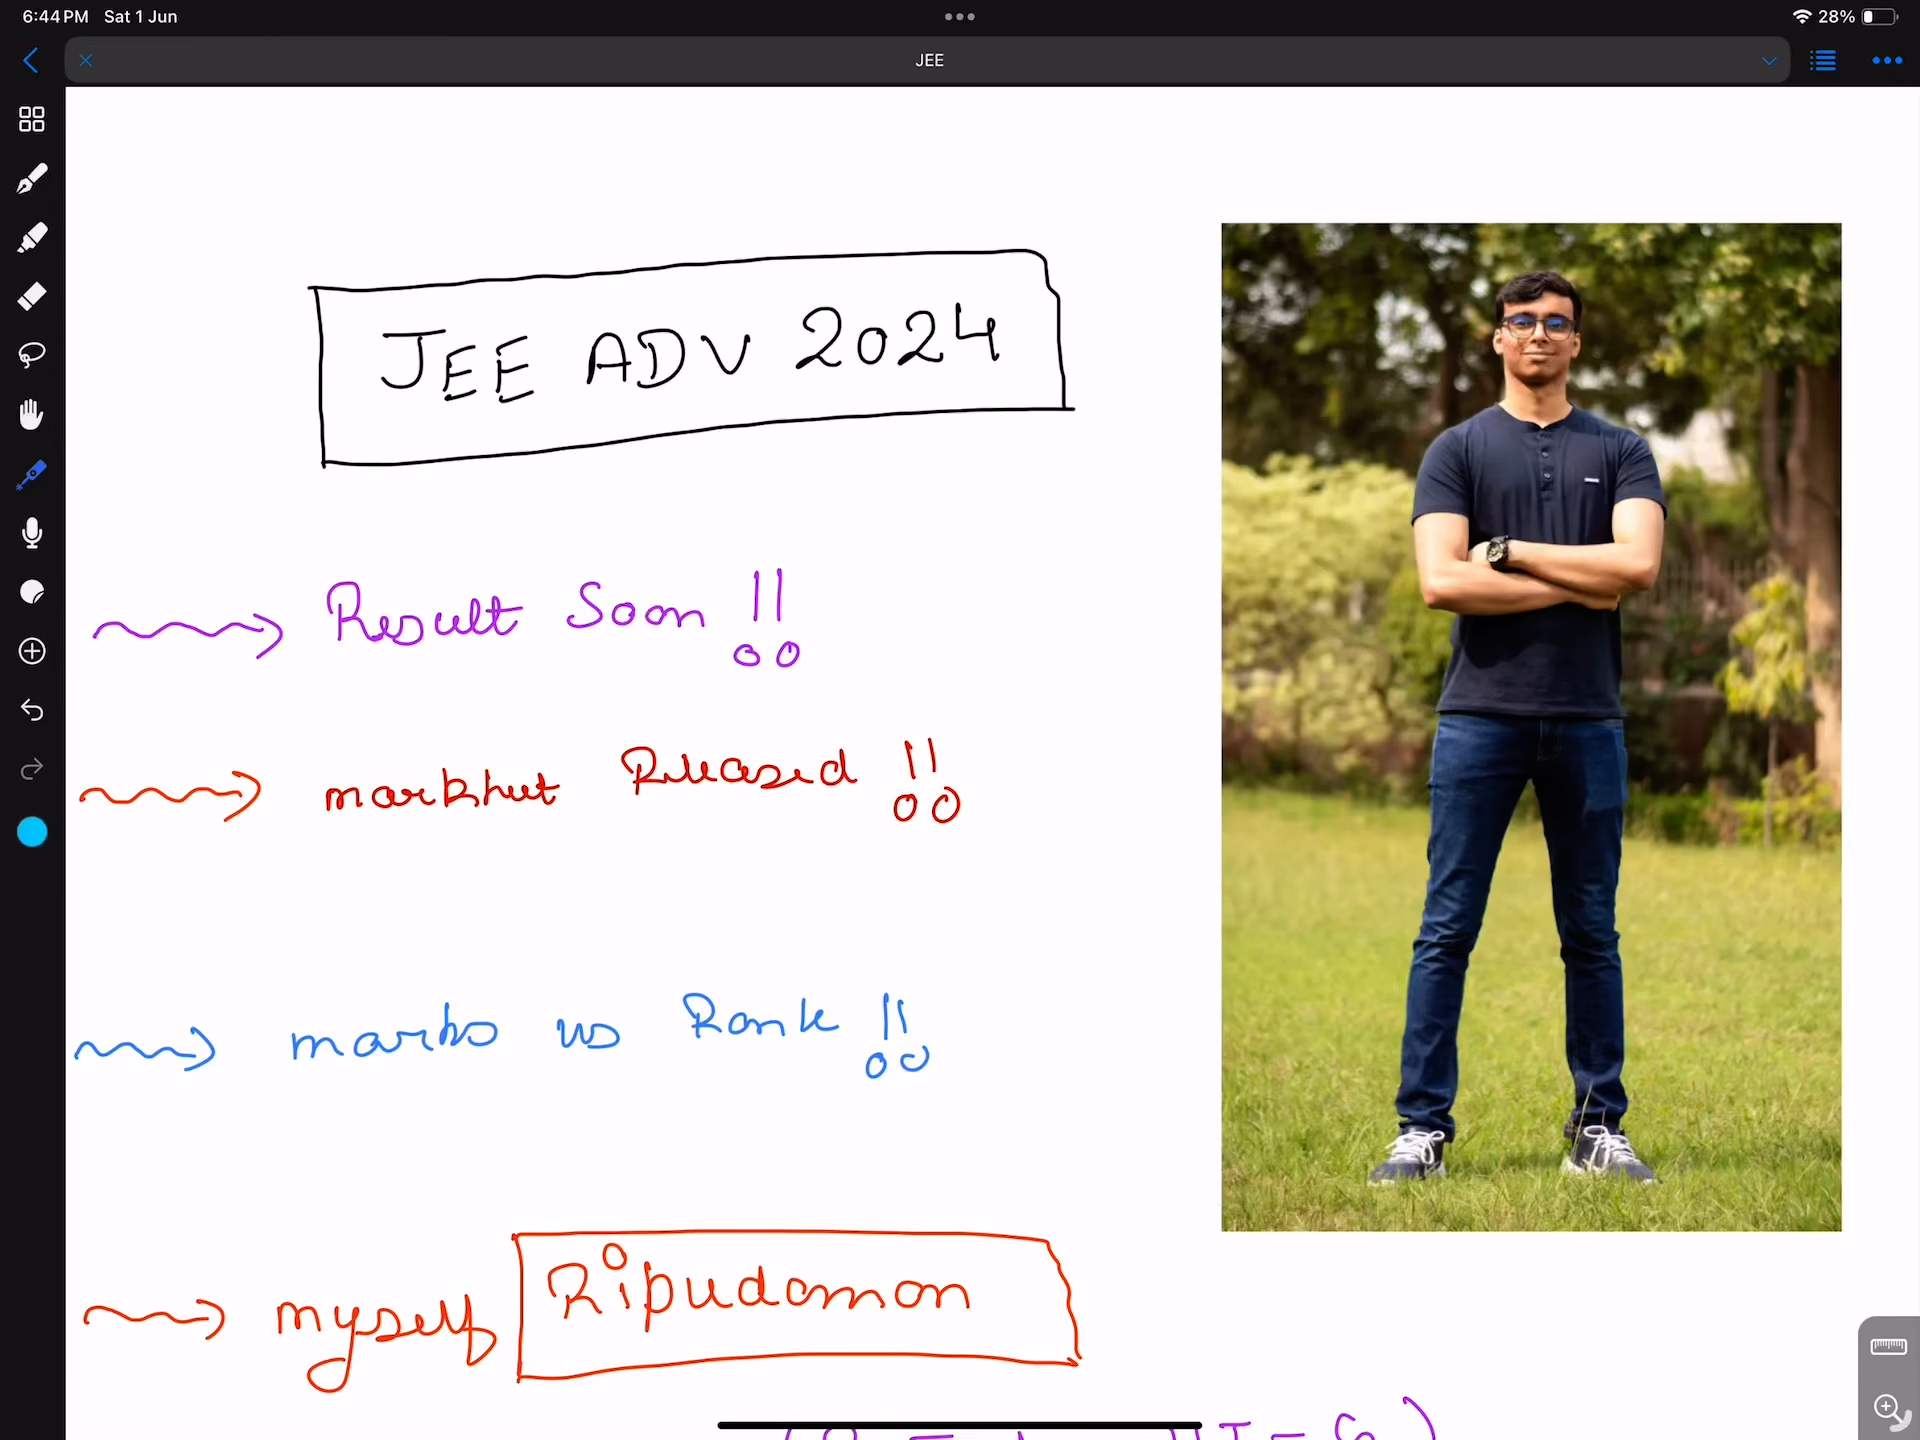 6:44 PM Sat 1 Jun
28%
JEE
JEE ADV 2024
Result Soon !!
Released !!
marks vs Rank !!
myself Ripudaman